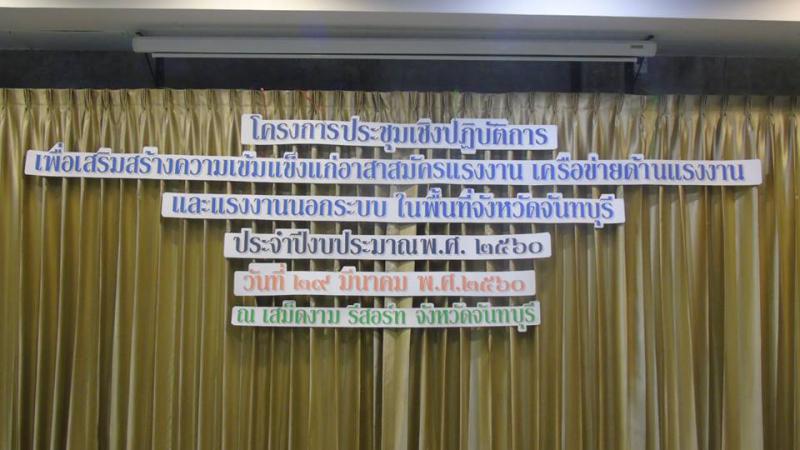 โครงการประชุมเชิงปฏิบัติการ
เพื่อเสริมสร้างความเข้มแข็งแก่อาสาสมัครแรงงาน เครือข่ายด้านแรงงาน
และแรงงานนอกระบบ ในพื้นที่จังหวัดจันทบุรี
ประจำปีงบประมาณพ.ศ. ๒๕๖๐
วันที่ ๒๙ มีนาคม พ.ศ.๒๕๖๐
ณ เสม็ดงาม รีสอร์ท จังหวัดจันทบุรี